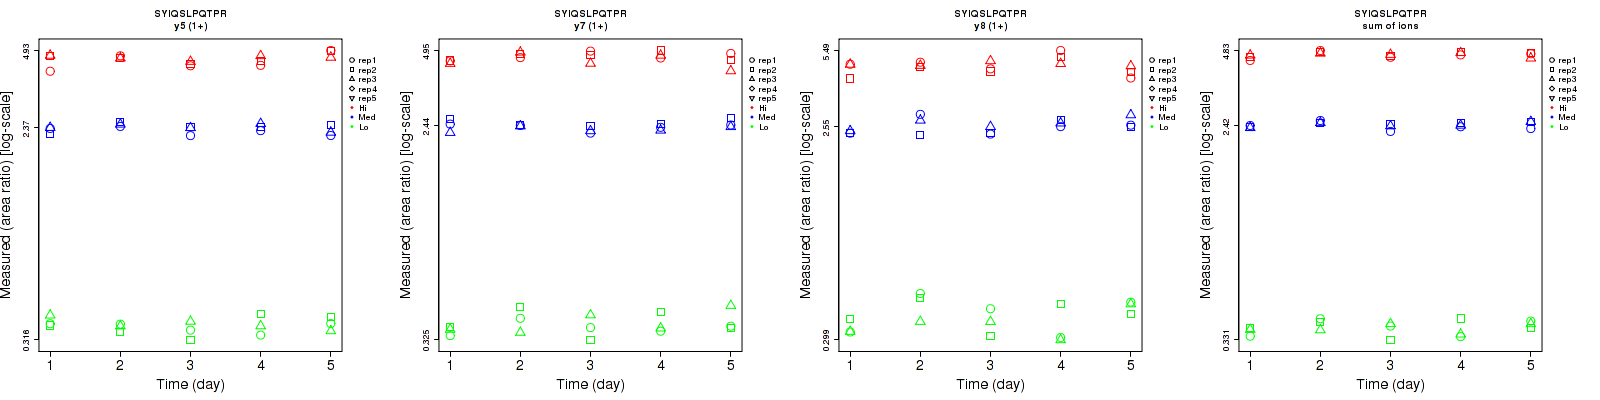 SYIQSLPQTPR
y5 (1+)
Measured (area ratio) [log-scale]
4.93
2.37
0.316
1 2 3 4 5
Time (day)
rep1
rep2
rep3
rep4
rep5
Hi
Med
Lo
SYIQSLPQTPR
y7 (1+)
Measured (area ratio) [log-scale]
4.95
2.44
0.325
1 2 3 4 5
Time (day)
rep1
rep2
rep3
rep4
rep5
Hi
Med
Lo
SYIQSLPQTPR
y8 (1+)
Measured (area ratio) [log-scale]
5.49
2.55
0.299
1 2 3 4 5
Time (day)
rep1
rep2
rep3
rep4
rep5
Hi
Med
Lo
SYIQSLPQTPR
sum of ions
Measured (area ratio) [log-scale]
4.83
2.42
0.331
1 2 3 4 5
Time (day)
rep1
rep2
rep3
rep4
rep5
Hi
Med
Lo